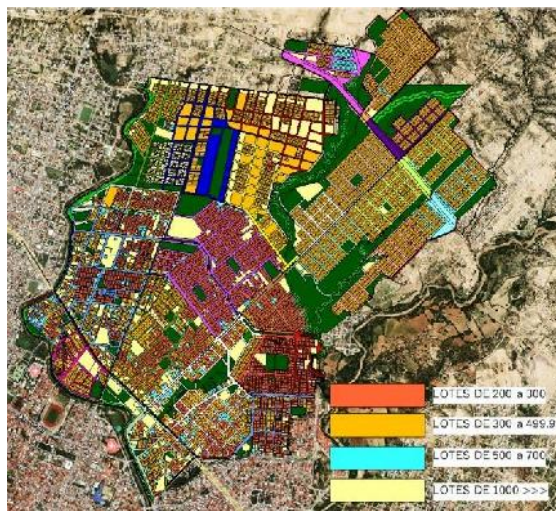 LOTES DE 200 a 300
LOTES DE 300 a 499.9
LOTES DE 500 a 700
LOTES DE 1000 >>>